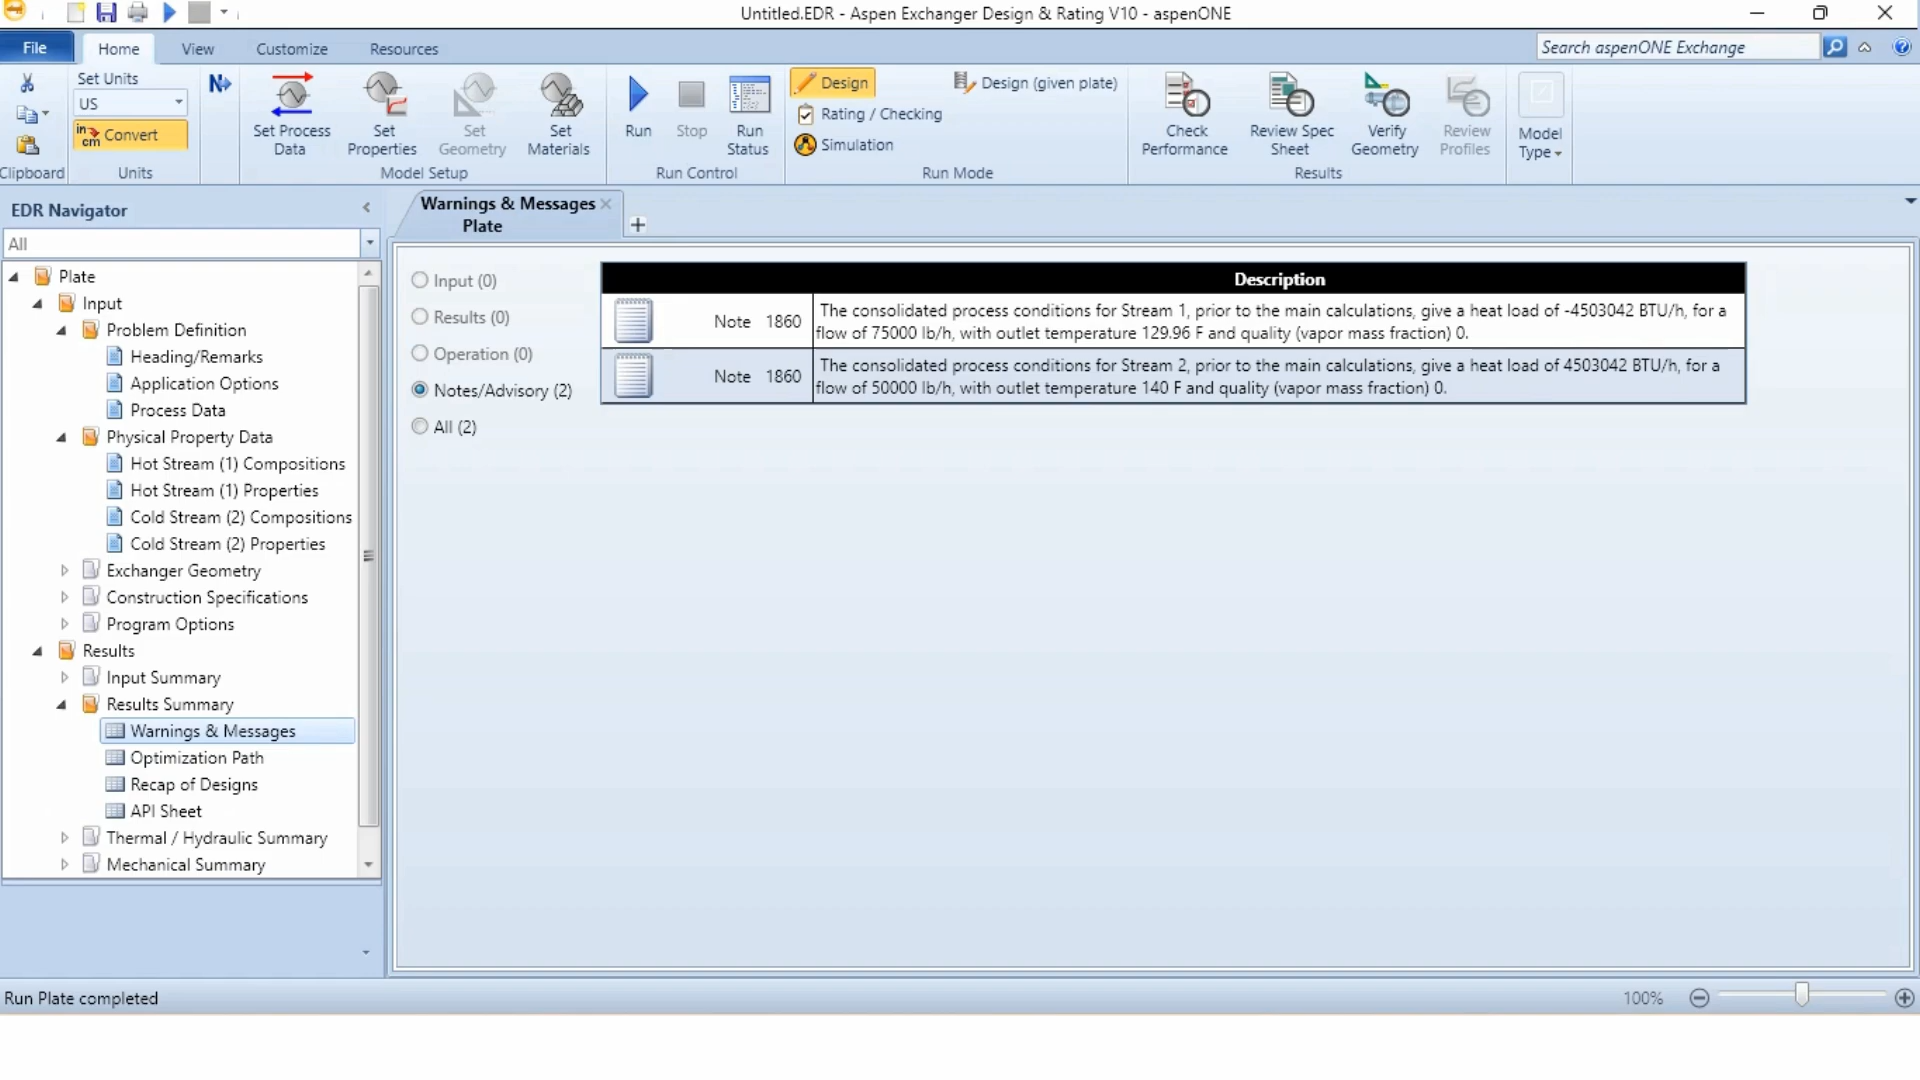 Untitled.EDR - Aspen Exchanger Design & Rating V10 - aspenONE
File
Home
View
Customize
Resources
Search aspenONE Exchange
Set Units
US
in cm Convert
Clipboard
Units
N
Set Process Data
Set Properties
Set Geometry
Set Materials
Model Setup
Run
Stop
Run Status
Run Control
Design
Rating / Checking
Simulation
Design (given plate)
Run Mode
Check Performance
Review Spec Sheet
Verify Geometry
Review Profiles
Results
Model Type
EDR Navigator
All
Plate
Input
Problem Definition
Heading/Remarks
Application Options
Process Data
Physical Property Data
Hot Stream (1) Compositions
Hot Stream (1) Properties
Cold Stream (2) Compositions
Cold Stream (2) Properties
Exchanger Geometry
Construction Specifications
Program Options
Results
Input Summary
Results Summary
Warnings & Messages
Optimization Path
Recap of Designs
API Sheet
Thermal / Hydraulic Summary
Mechanical Summary
Warnings & Messages
Plate
Input (0)
Results (0)
Operation (0)
Notes/Advisory (2)
All (2)
Description
Note 1860
The consolidated process conditions for Stream 1, prior to the main calculations, give a heat load of -4503042 BTU/h, for a
flow of 75000 lb/h, with outlet temperature 129.96 F and quality (vapor mass fraction) 0.
Note 1860
The consolidated process conditions for Stream 2, prior to the main calculations, give a heat load of 4503042 BTU/h, for a
flow of 50000 lb/h, with outlet temperature 140 F and quality (vapor mass fraction) 0.
Run Plate completed
100%